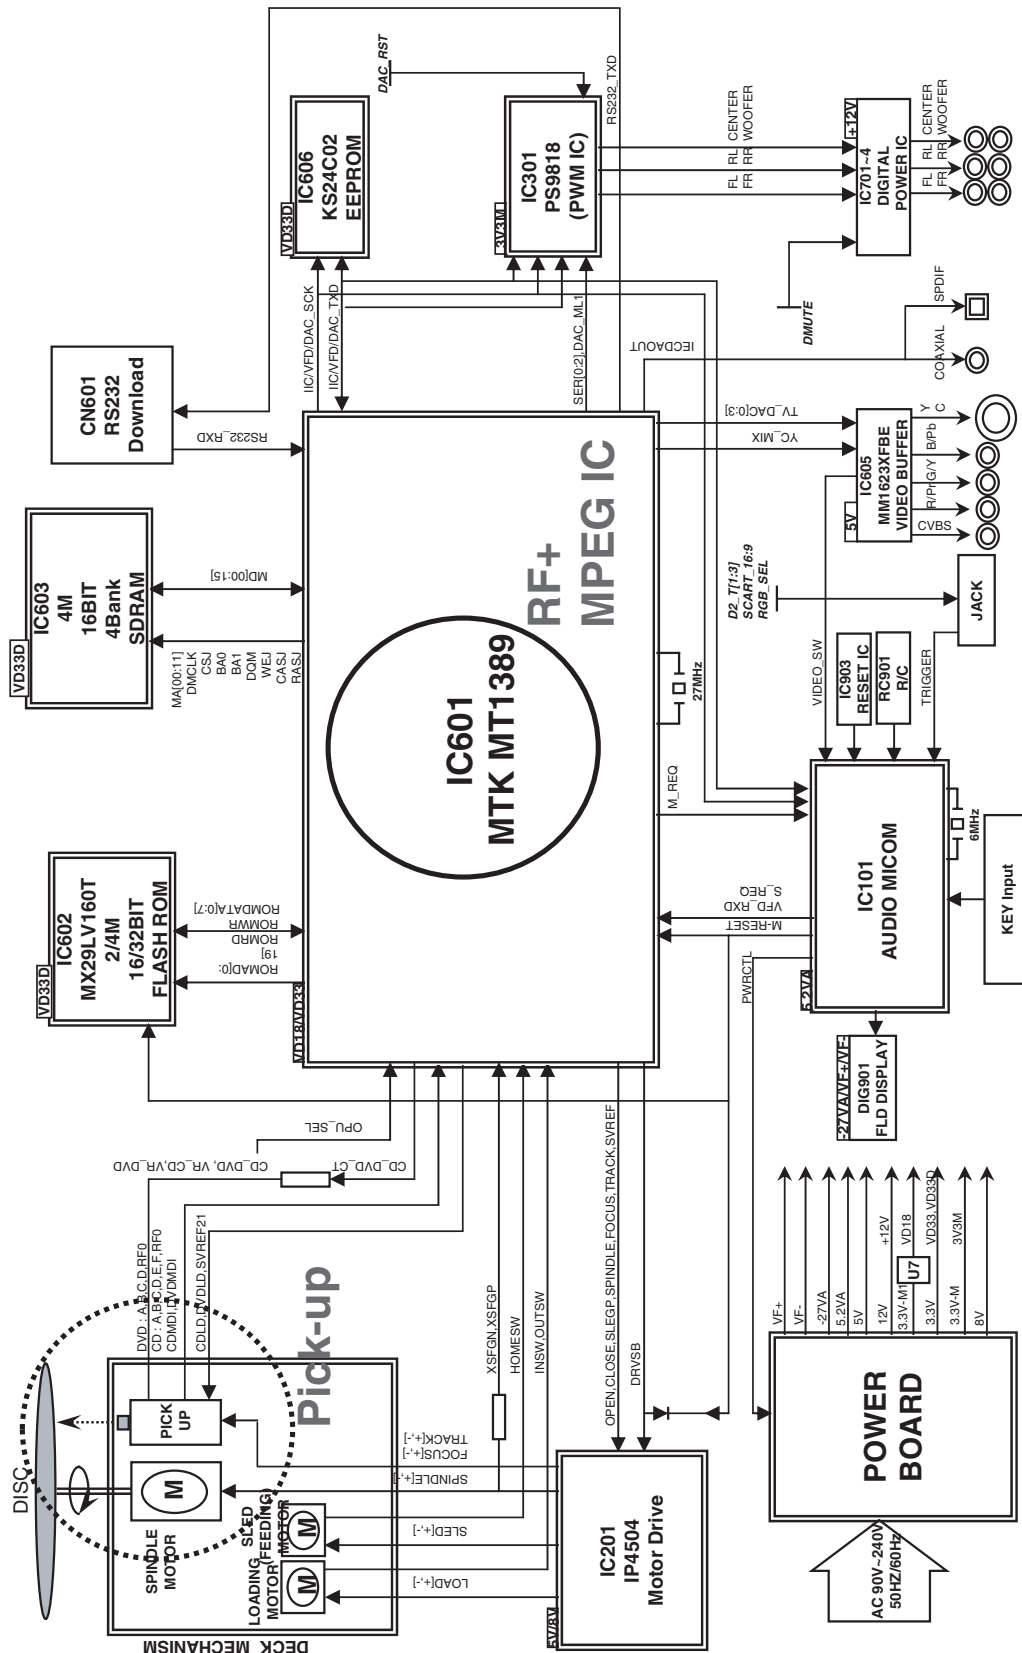 RS232_TXD
DAC_RST
VD33D
IC606
KS24C02
EEPROM
3V3M
IC301
PS9818
(PWM IC)
FL RL CENTER
FR RR WOOFER
+12V
IC701~4
DIGITAL
POWER IC
FL RL CENTER
FR RR WOOFER
DMUTE
IIC/VFD/DAC_SCK
IIC/VFD/DAC_TXD
SER[0:2],DAC_ML1
IECDAOUT
SPDIF
COAXIAL
CN601
RS232
Download
RS232_RXD
TV_DAC[0:3]
YC_MIX
5V
IC605
MM1623XFBE
VIDEO BUFFER
Y
C
B/Pb
G/Y
R/Pr
CVBS
VD33D
IC603
4M
16BIT
4Bank
SDRAM
MD[00:15]
MA[00:11]
DMCLK
CSJ
BA0
BA1
DQM
WEJ
CASJ
RASJ
IC601
MTK MT1389
RF+
MPEG IC
27MHz
D2_T[1:3]
SCART_16:9
RGB_SEL
JACK
VIDEO_SW
IC903
RESET IC
RC901
R/C
TRIGGER
M_REQ
VD33D
IC602
MX29LV160T
2/4M
16/32BIT
FLASH ROM
ROMDATA[0:7]
ROMWR
ROMRD
19]
ROMAD[0:
VD18/VD33
S_REQ
VFD_RXD
M-RESET
PWRCTL
5.2VA
IC101
AUDIO MICOM
6MHz
KEY Input
-27VA/VF+/VF-
DIG901
FLD DISPLAY
OPU_SEL
CD_DVD_CT
CD_DVD, VR_CD,VR_DVD
DVD : A,B,C,D,RF0
CD : A,B,C,D,E,F,RF0
CDMDI,DVDMDI
CDLD,DVDLD,SVREF21
XSFGN,XSFGP
HOMESW
INSW,OUTSW
OPEN,CLOSE,SLEGP,SPINDLE,FOCUS,TRACK,SVREF
DRVSB
Pick-up
DISC
PICK
UP
M
SPINDLE
MOTOR
SLED
(FEEDING)
MOTOR
M
LOADING
MOTOR
M
DECK MECHANISM
TRACK[+,-]
FOCUS[+,-]
SPINDLE[+,-]
SLED[+,-]
LOAD[+,-]
5V/8V
IC201
IP4504
Motor Drive
VF+
VF-
-27VA
5.2VA
5V
12V +12V
3.3V-M1 U7 VD18
3.3V VD33,VD33D
3.3V-M 3V3M
8V
POWER
BOARD
AC 90V~240V
50HZ/60Hz